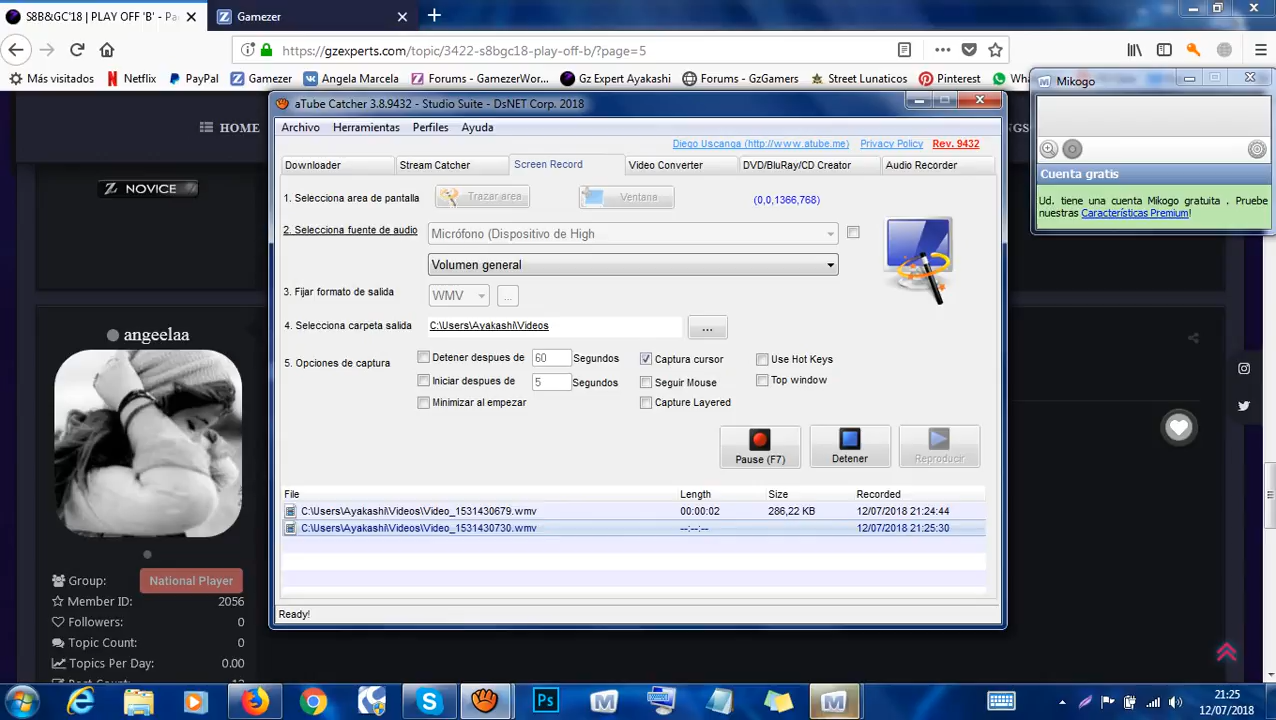 S8B&GC'18 | PLAY OFF 'B' - Pa
Gamezer
https://gzexperts.com/topic/3422-s8bgc18-play-off-b/?page=5
Más visitados
Netflix
PayPal
Gamezer
Angela Marcela
Forums - GamezerWor...
Gz Expert Ayakashi
Forums - GzGamers
Street Lunaticos
Pinterest
Mikogo
Cuenta gratis
Ud. tiene una cuenta Mikogo gratuita . Pruebe
nuestras Características Premium!
HOME
NOVICE
aTube Catcher 3.8.9432 - Studio Suite - DsNET Corp. 2018
Archivo Herramientas Perfiles Ayuda
Diego Uscanga (http://www.atube.me) Privacy Policy Rev. 9432
Downloader Stream Catcher Screen Record Video Converter DVD/BluRay/CD Creator Audio Recorder
1. Selecciona area de pantalla Trazar area Ventana (0,0,1366,768)
2. Selecciona fuente de audio Micrófono (Dispositivo de High
Volumen general
3. Fijar formato de salida WMV ...
4. Selecciona carpeta salida C:\Users\Ayakashi\Videos ...
5. Opciones de captura
Detener despues de 60 Segundos Captura cursor Use Hot Keys
Iniciar despues de 5 Segundos Seguir Mouse Top window
Minimizar al empezar Capture Layered
Pause (F7) Detener Reproducir
File Length Size Recorded
C:\Users\Ayakashi\Videos\Video_1531430679.wmv 00:00:02 286,22 KB 12/07/2018 21:24:44
C:\Users\Ayakashi\Videos\Video_1531430730.wmv --:--:-- 12/07/2018 21:25:30
Ready!
angeelaa
Group: National Player
Member ID: 2056
Followers: 0
Topic Count: 0
Topics Per Day: 0.00
21:25
12/07/2018